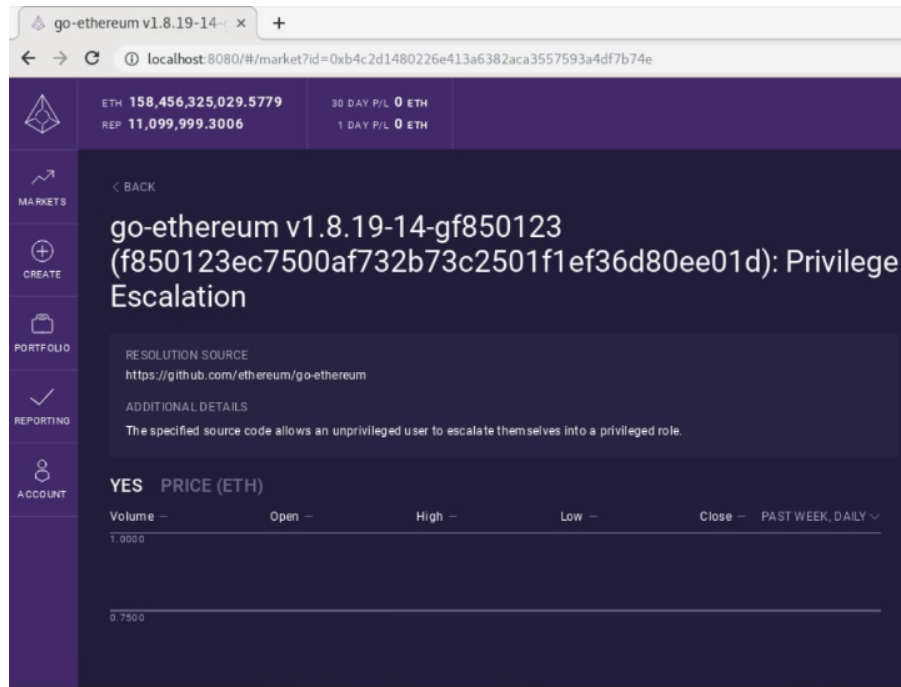 go-ethereum v1.8.19-14-g
localhost:8080/#/market?id=0xb4c2d1480226e413a6382aca3557593a4df7b74e
ETH 158,456,325,029.5779
30 DAY P/L 0 ETH
REP 11,099,999.3006
1 DAY P/L 0 ETH
MARKETS
CREATE
PORTFOLIO
REPORTING
ACCOUNT
< BACK
go-ethereum v1.8.19-14-gf850123
(f850123ec7500af732b73c2501f1ef36d80ee01d): Privilege
Escalation
RESOLUTION SOURCE
https://github.com/ethereum/go-ethereum
ADDITIONAL DETAILS
The specified source code allows an unprivileged user to escalate themselves into a privileged role.
YES PRICE (ETH)
Volume — Open — High — Low — Close — PAST WEEK, DAILY
1.0000
0.7500